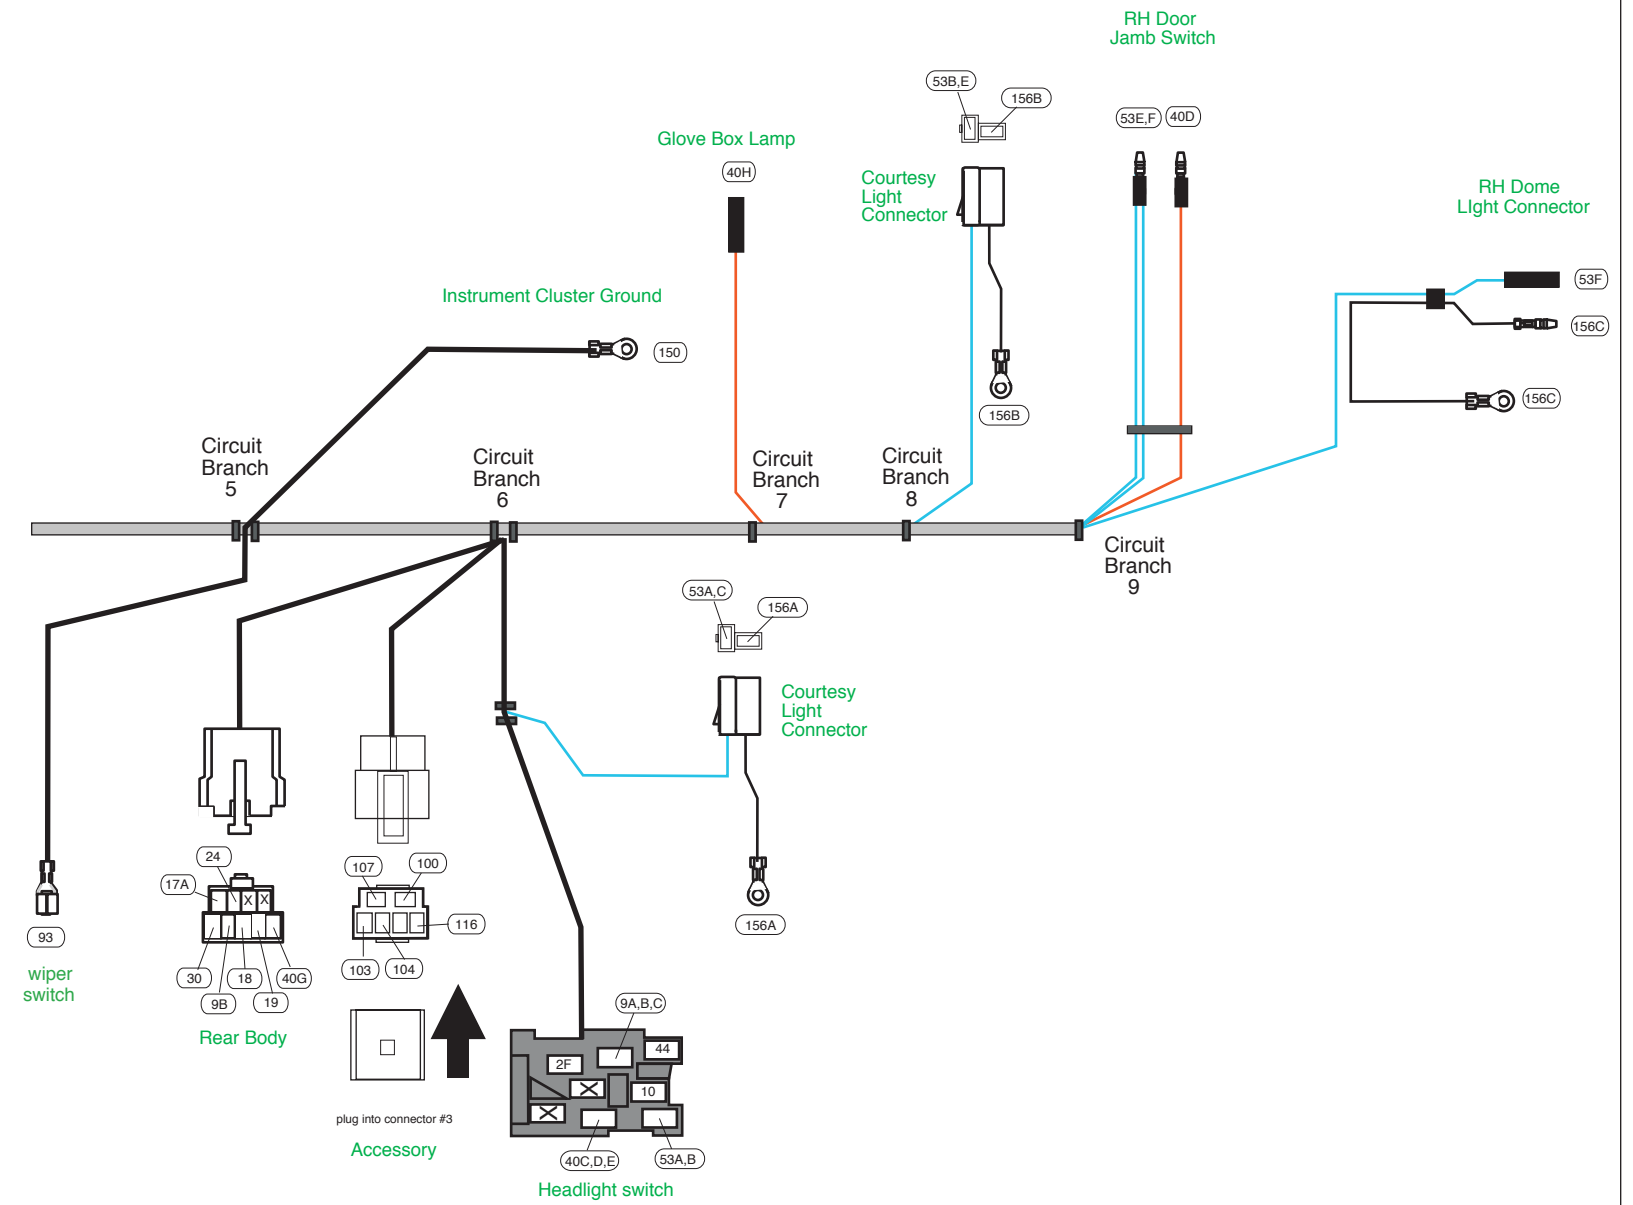 RH Door
Jamb Switch
53B,E
156B
53E,F
40D
Glove Box Lamp
40H
Courtesy
Light
Connector
RH Dome
LIght Connector
53F
156C
156C
Instrument Cluster Ground
150
156B
Circuit
Branch
5
Circuit
Branch
6
Circuit
Branch
7
Circuit
Branch
8
Circuit
Branch
9
53A,C
156A
Courtesy
Light
Connector
156A
93
wiper
switch
24
17A
X
X
30
9B
18
19
40G
Rear Body
107
100
116
103
104
plug into connector #3
Accessory
9A,B,C
44
2F
X
10
X
40C,D,E
53A,B
Headlight switch